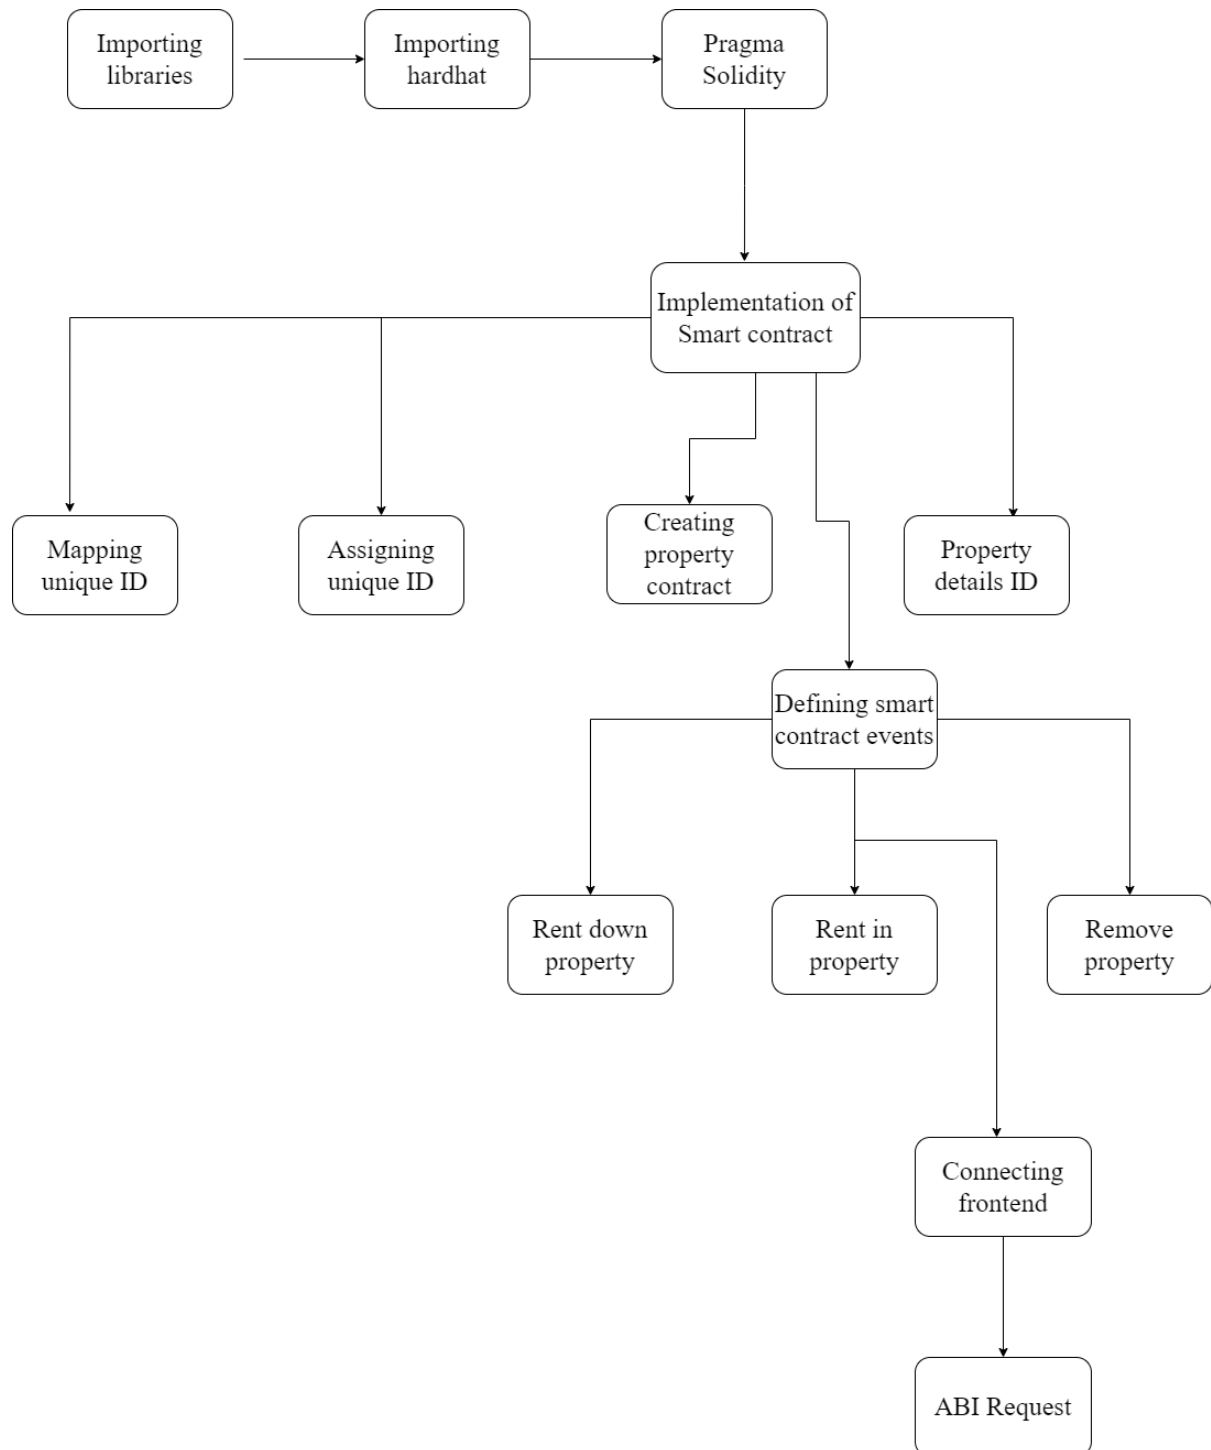 Importing
libraries
Importing
hardhat
Pragma
Solidity
Implementation of
Smart contract
Mapping
unique ID
Assigning
unique ID
Creating
property
contract
Property
details ID
Defining smart
contract events
Rent down
property
Rent in
property
Remove
property
Connecting
frontend
ABI Request